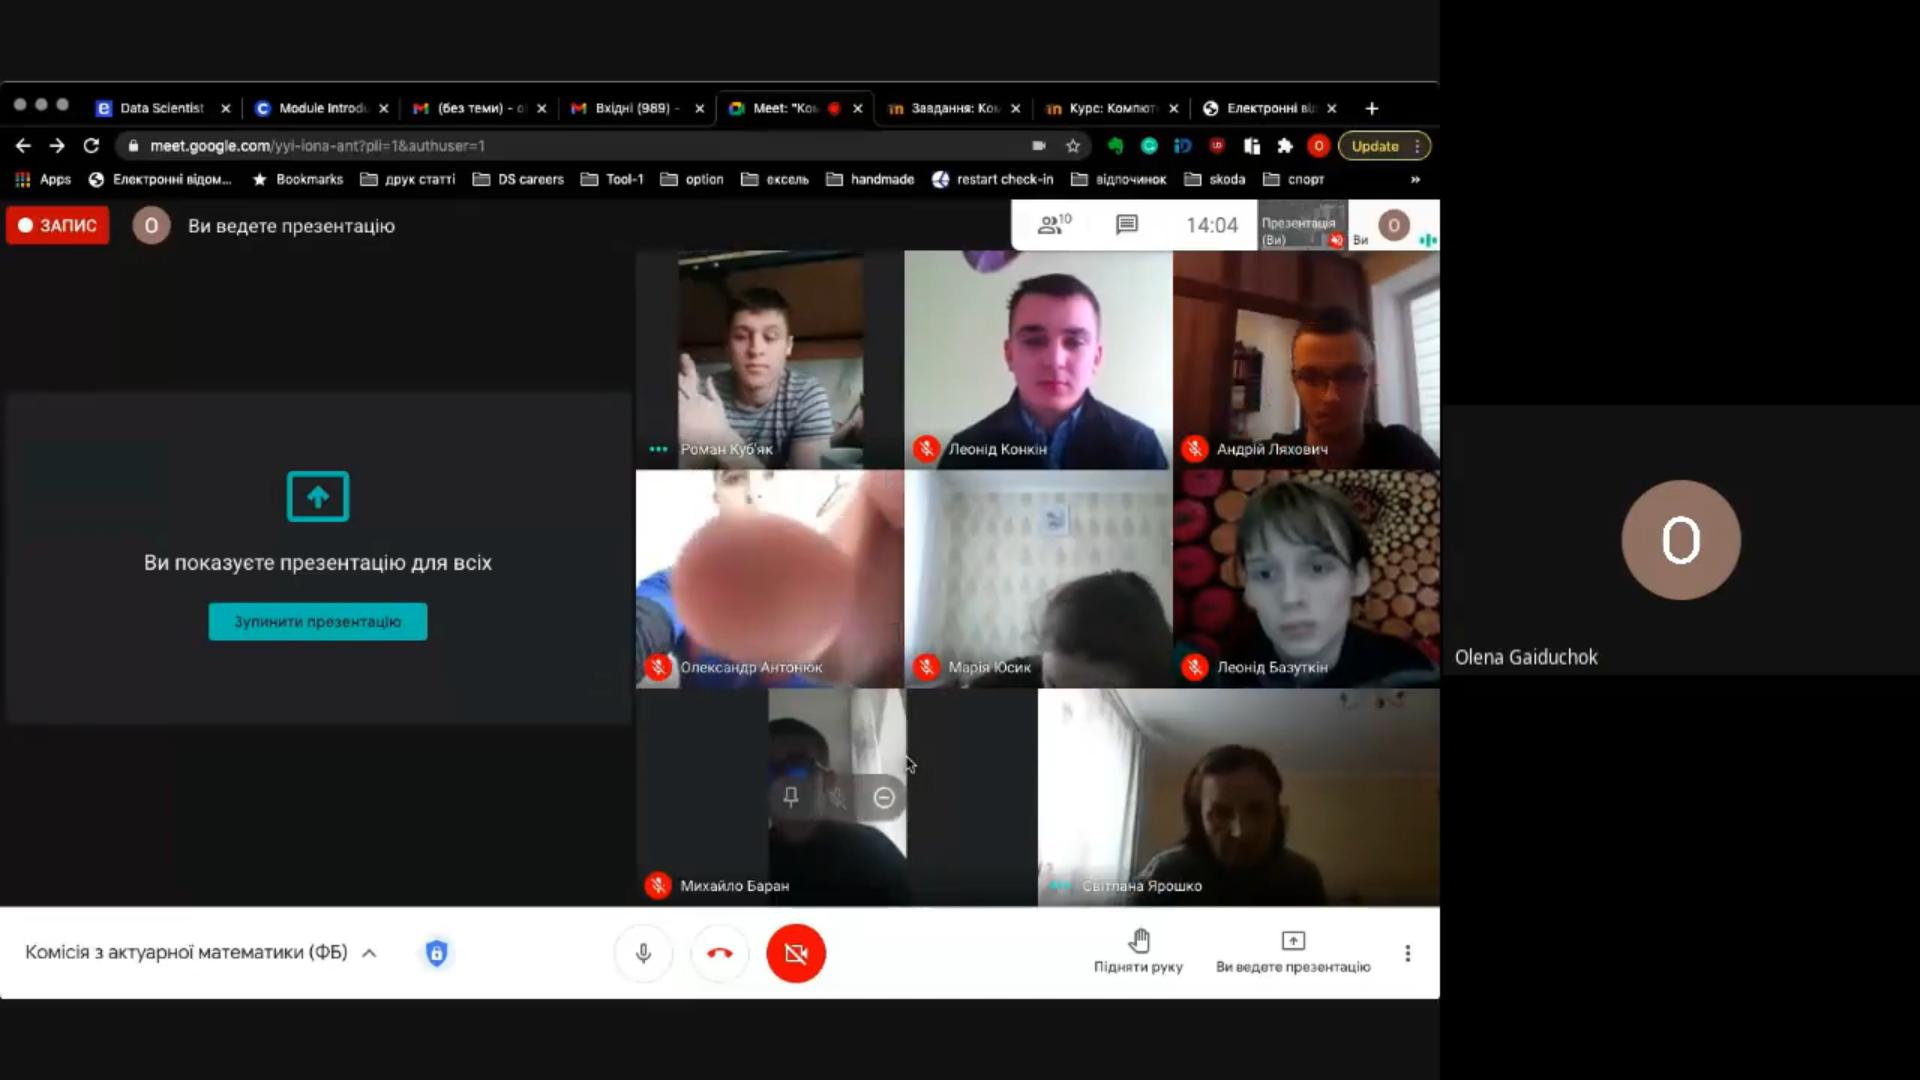 Data Scientist
Module Introd
(без теми) - o
Вхідні (989) -
Meet: "Ко
Завдання: Ко
Курс: Компют
Електронні ві
meet.google.com/yyi-iona-ant?pli=1&authuser=1
O
Update
Apps
Електронні відом...
Bookmarks
друк статті
DS careers
Tool-1
option
ексель
handmade
restart check-in
відпочинок
skoda
спорт
»
ЗАПИС
O
Ви ведете презентацію
10
14:04
Презентація
(Ви)
Ви
O
Роман Куб'як
Леонід Конкін
Андрій Ляхович
Ви показуєте презентацію для всіх
Зупинити презентацію
Олександр Антонюк
Марія Юсик
Леонід Базуткін
O
Olena Gaiduchok
Михайло Баран
Світлана Ярошко
Комісія з актуарної математики (ФБ)
Підняти руку
Ви ведете презентацію